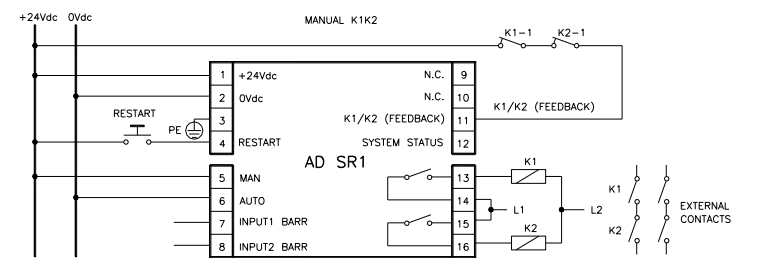 +24Vdc 0Vdc MANUAL K1K2 K1-1 K2-1
1 +24Vdc N.C. 9
2 0Vdc N.C. 10
K1/K2 (FEEDBACK)
RESTART
PE 3 K1/K2 (FEEDBACK) 11
4 RESTART SYSTEM STATUS 12
AD SR1
5 MAN 13 K1
6 AUTO 14
L1 L2
7 INPUT1 BARR 15
8 INPUT2 BARR 16 K2
K1
K2
EXTERNAL
CONTACTS